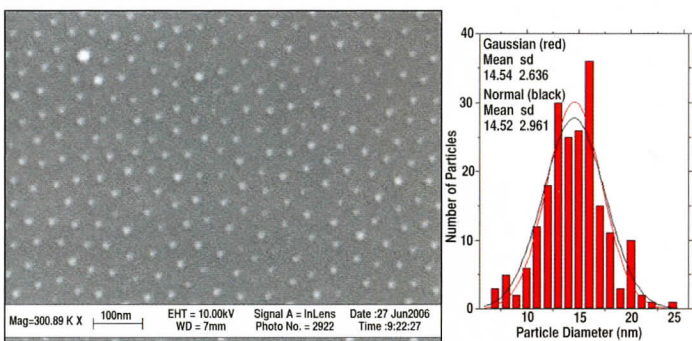 Mag=300.89 K X
100nm
EHT = 10.00kV
WD = 7mm
Signal A = InLens
Photo No. = 2922
Date :27 Jun2006
Time :9:22:27
Gaussian (red)
Mean sd
14.54 2.636
Normal (black)
Mean sd
14.52 2.961
Number of Particles
40
30
20
10
0
10 15 20 25
Particle Diameter (nm)